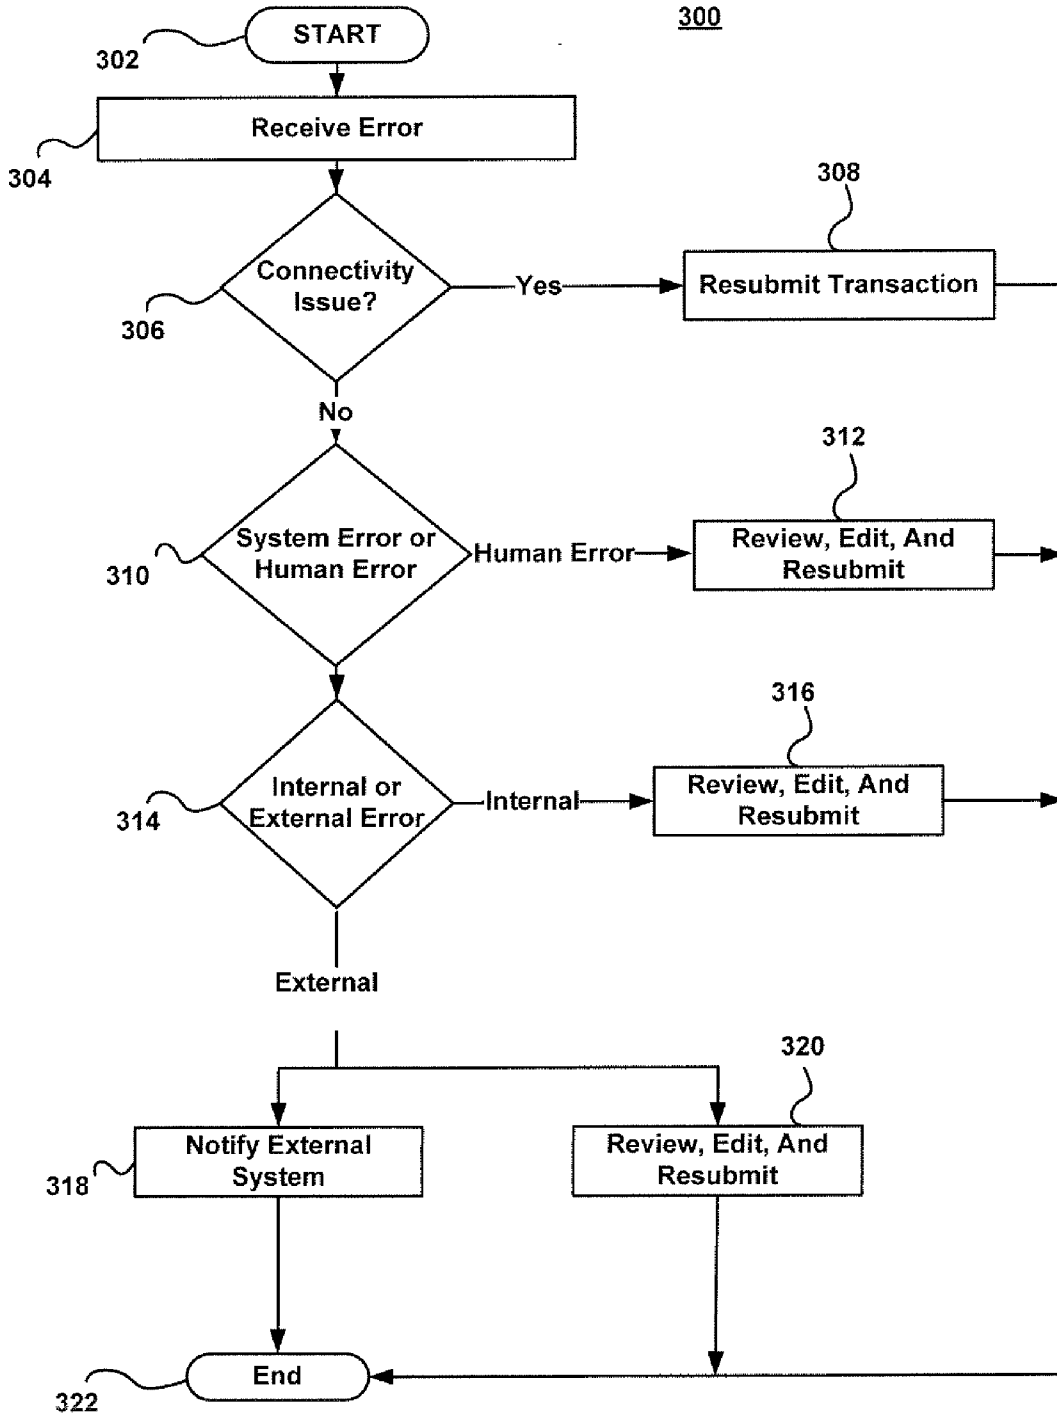 300
START
302
Receive Error
304
308
Connectivity
Issue?
Yes
Resubmit Transaction
306
No
312
System Error or
Human Error
Human Error
Review, Edit, And
Resubmit
310
316
Internal or
External Error
Internal
Review, Edit, And
Resubmit
314
External
320
Notify External
System
Review, Edit, And
Resubmit
318
End
322